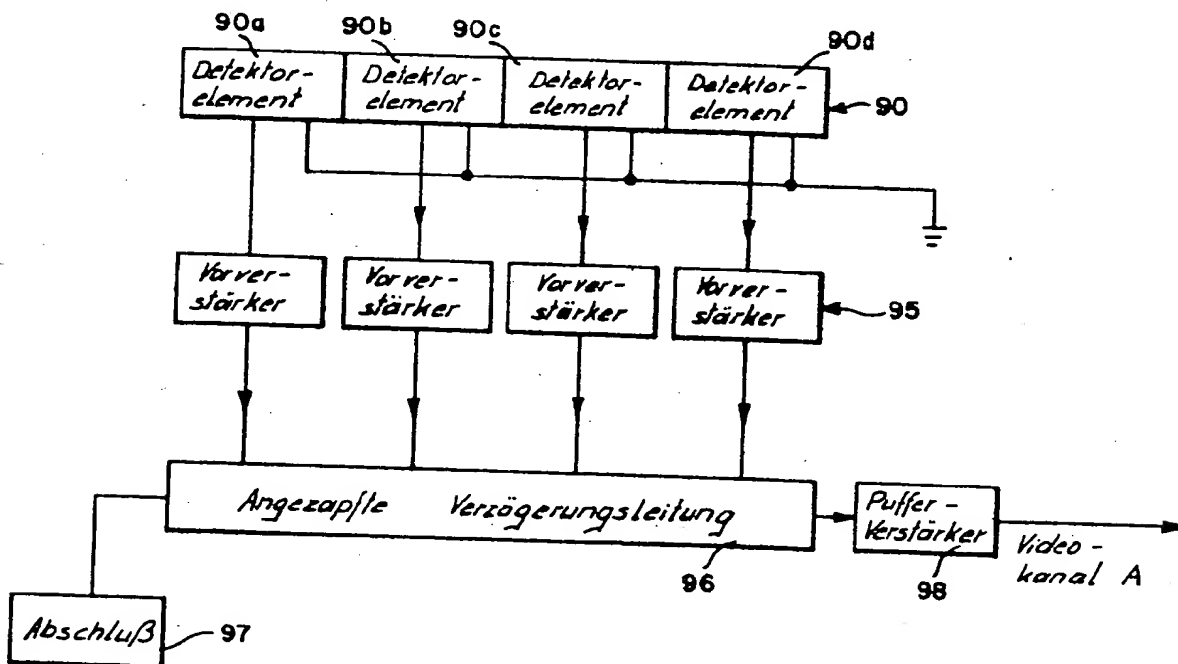 90a 90b 90c 90d
Detektor- Detektor- Detektor- Detektor-
element element element element 90
Vorver- Vorver- Vorver- Vorver-
stärker stärker stärker stärker 95
Angezapfte Verzögerungsleitung
96
Puffer-
Verstärker
98
Video-
kanal A
Abschluß 97